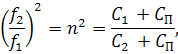 (f₂/f₁)² = n² = (C₁ + C_П)/(C₂ + C_П),